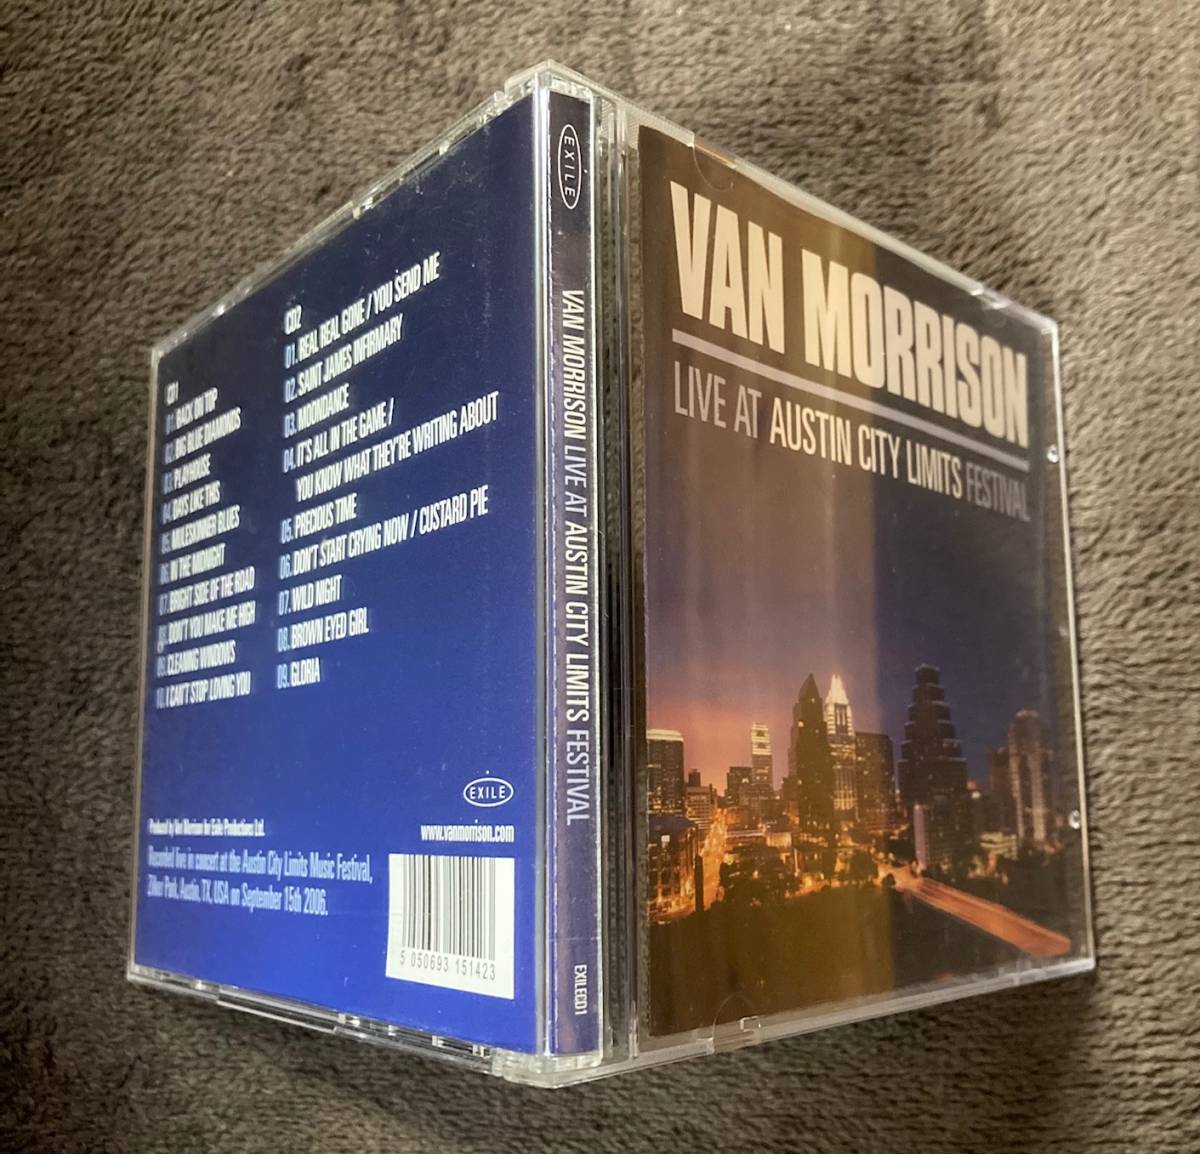 CD1
01. BACK ON TOP
02. BIG BLUE DIAMONDS
03. PLAYHOUSE
04. DAYS LIKE THIS
05. MULESKINNER BLUES
06. IN THE MIDNIGHT
07. BRIGHT SIDE OF THE ROAD
08. DON'T YOU MAKE ME HIGH
09. CLEANING WINDOWS
10. I CAN'T STOP LOVING YOU
CD2
01. REAL REAL GONE / YOU SEND ME
02. SAINT JAMES INFIRMARY
03. MOONDANCE
04. IT'S ALL IN THE GAME /
YOU KNOW WHAT THEY'RE WRITING ABOUT
05. PRECIOUS TIME
06. DON'T START CRYING NOW / CUSTARD PIE
07. WILD NIGHT
08. BROWN EYED GIRL
09. GLORIA
EXILE
www.vanmorrison.com
Produced by Van Morrison for Exile Productions Ltd.
Recorded live in concert at the Austin City Limits Music Festival,
Zilker Park, Austin, TX, USA on September 15th 2006.
5 050693 151423
EXILE
VAN MORRISON LIVE AT AUSTIN CITY LIMITS FESTIVAL
EXILECD1
VAN MORRISON
LIVE AT AUSTIN CITY LIMITS FESTIVAL